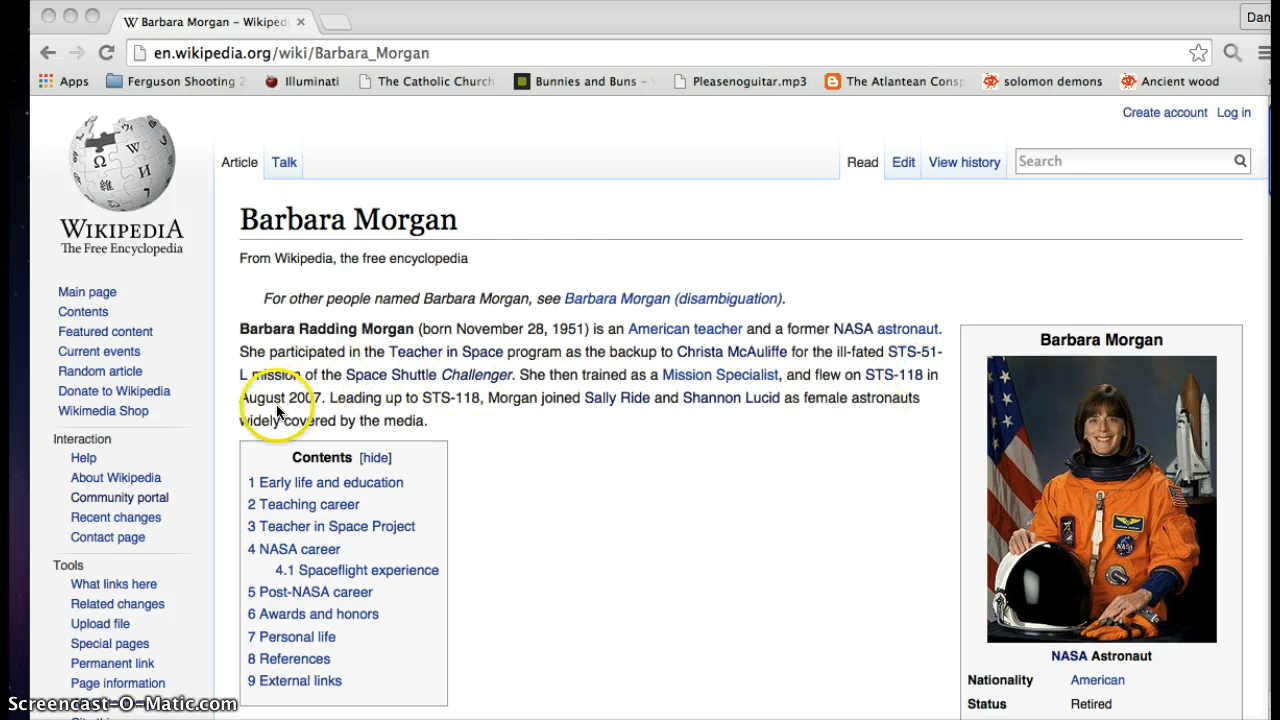 Barbara Morgan – Wikiped
Dan
en.wikipedia.org/wiki/Barbara_Morgan
Apps Ferguson Shooting 2 Illuminati The Catholic Church Bunnies and Buns – Pleasenoguitar.mp3 The Atlantean Consp solomon demons Ancient wood
Create account Log in
Article Talk Read Edit View history Search
WIKIPEDIA
The Free Encyclopedia
Main page
Contents
Featured content
Current events
Random article
Donate to Wikipedia
Wikimedia Shop
Interaction
Help
About Wikipedia
Community portal
Recent changes
Contact page
Tools
What links here
Related changes
Upload file
Special pages
Permanent link
Page information
Barbara Morgan
From Wikipedia, the free encyclopedia
For other people named Barbara Morgan, see Barbara Morgan (disambiguation).
Barbara Radding Morgan (born November 28, 1951) is an American teacher and a former NASA astronaut.
She participated in the Teacher in Space program as the backup to Christa McAuliffe for the ill-fated STS-51-
L mission of the Space Shuttle Challenger. She then trained as a Mission Specialist, and flew on STS-118 in
August 2007. Leading up to STS-118, Morgan joined Sally Ride and Shannon Lucid as female astronauts
widely covered by the media.
Contents [hide]
1 Early life and education
2 Teaching career
3 Teacher in Space Project
4 NASA career
4.1 Spaceflight experience
5 Post-NASA career
6 Awards and honors
7 Personal life
8 References
9 External links
Barbara Morgan
NASA
NASA Astronaut
Nationality American
Status Retired
Screencast-O-Matic.com